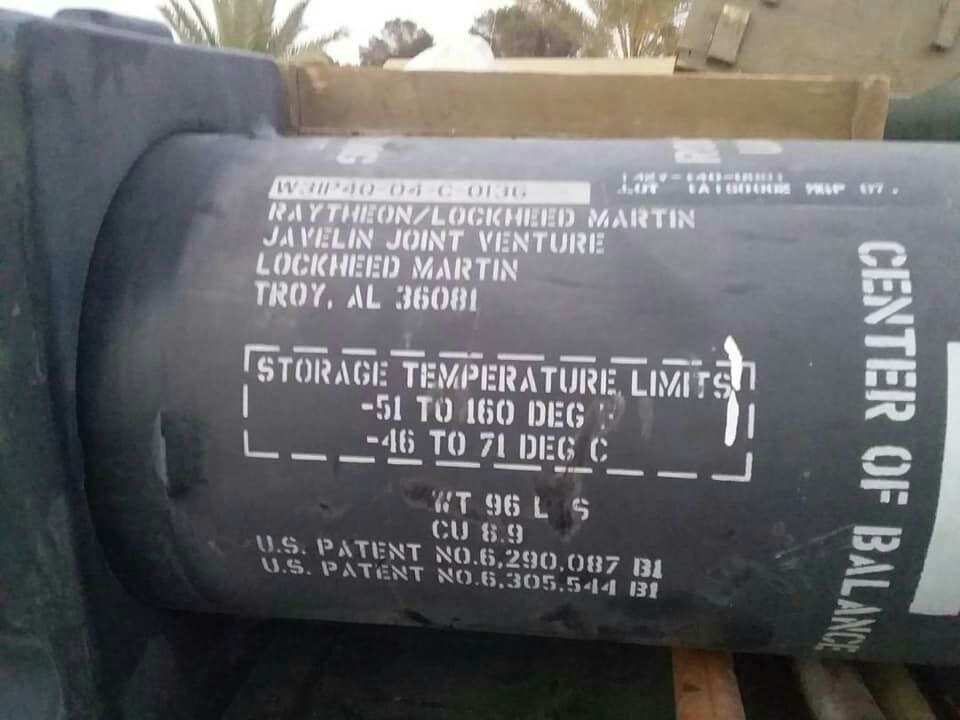 W31P4Q-04-C-0136
RAYTHEON/LOCKHEED MARTIN
JAVELIN JOINT VENTURE
LOCKHEED MARTIN
TROY, AL 36081
STORAGE TEMPERATURE LIMITS
-51 TO 160 DEG
-46 TO 71 DEG C
WT 96 L S
CU 8.9
U.S. PATENT NO.6,290,087 B1
U.S. PATENT NO.6,305,544 B1
CENTER OF BALANCE